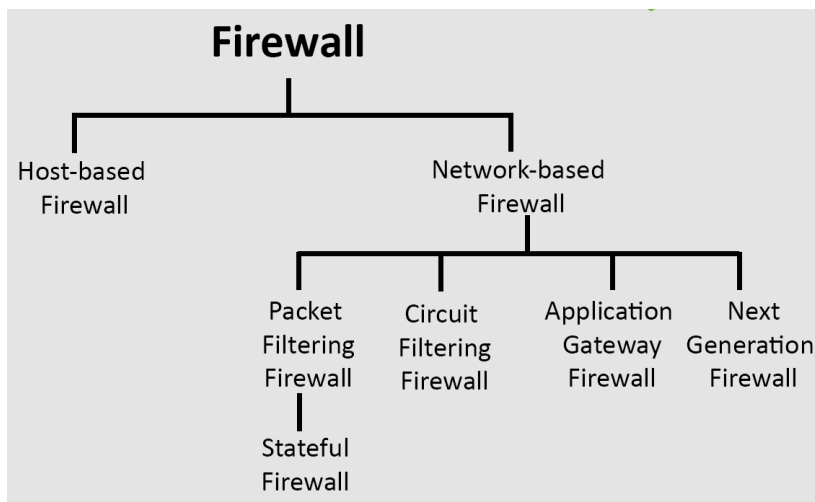 Firewall
Host-based
Firewall
Network-based
Firewall
Packet
Filtering
Firewall
Circuit
Filtering
Firewall
Application
Gateway
Firewall
Next
Generation
Firewall
Stateful
Firewall